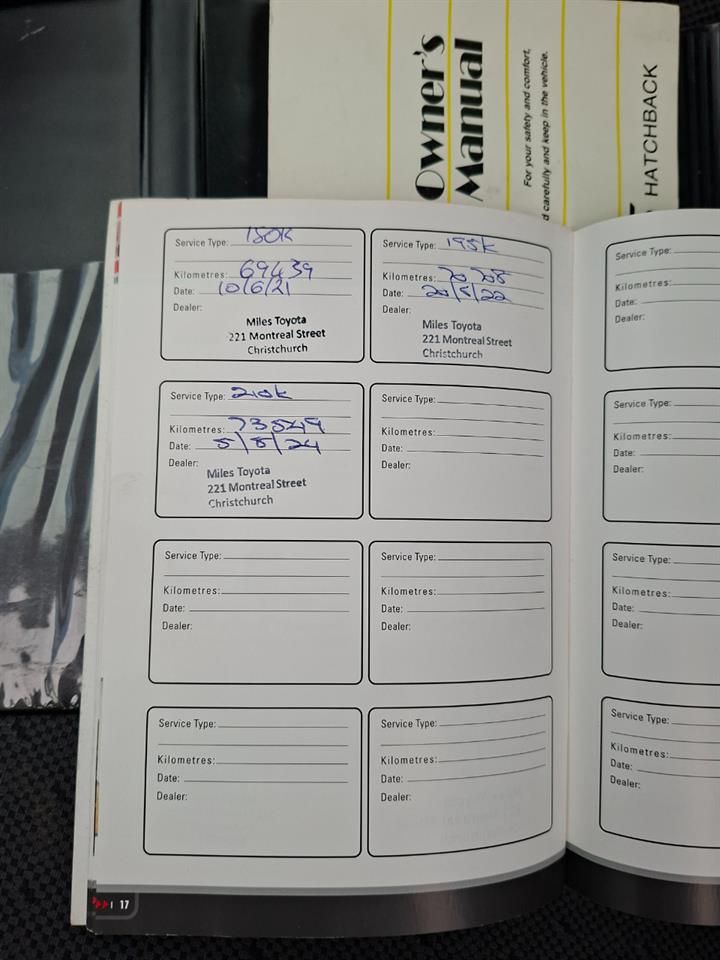 Owner's
Manual
For your safety and comfort,
d carefully and keep in the vehicle.
HATCHBACK
Service Type: 180K
Kilometres: 69439
Date: 10/6/21
Dealer:
Miles Toyota
221 Montreal Street
Christchurch
Service Type: 195K
Kilometres:
Date: 20/5/22
Dealer:
Miles Toyota
221 Montreal Street
Christchurch
Service Type: 210K
Kilometres: 73549
Date: 5/8/24
Dealer:
Miles Toyota
221 Montreal Street
Christchurch
Service Type:
Kilometres:
Date:
Dealer:
Service Type:
Kilometres:
Date:
Dealer:
Service Type:
Kilometres:
Date:
Dealer:
Service Type:
Kilometres:
Date:
Dealer:
Service Type:
Kilometres:
Date:
Dealer:
17
Service Type:
Kilometres:
Date:
Dealer:
Service Type:
Kilometres:
Date:
Dealer:
Service Type:
Kilometres:
Date:
Dealer:
Service Type:
Kilometres:
Date:
Dealer: